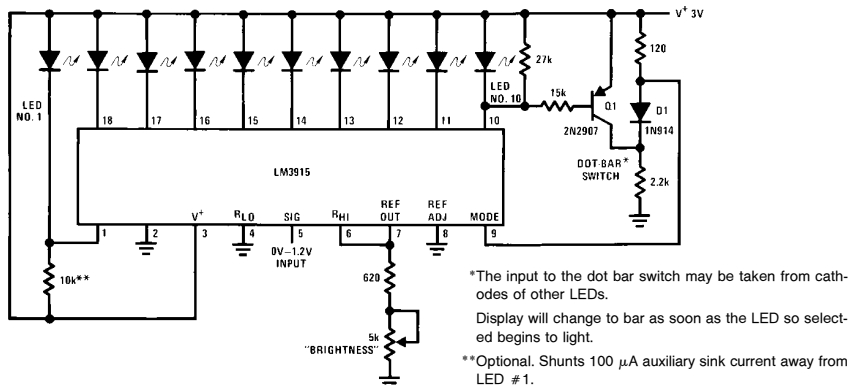 V+ 3V
27k
120
LED
NO. 1
LED
NO. 10
15k
Q1
2N2907
D1
1N914
18 17 16 15 14 13 12 11 10
DOT-BAR*
SWITCH
2.2k
LM3915
V+ RLO SIG RHI REF OUT REF ADJ MODE
1 2 3 4 5 6 7 8 9
0V–1.2V
INPUT
10k**
620
5k
"BRIGHTNESS"
*The input to the dot bar switch may be taken from cath-
odes of other LEDs.
Display will change to bar as soon as the LED so select-
ed begins to light.
**Optional. Shunts 100 μA auxiliary sink current away from
LED #1.